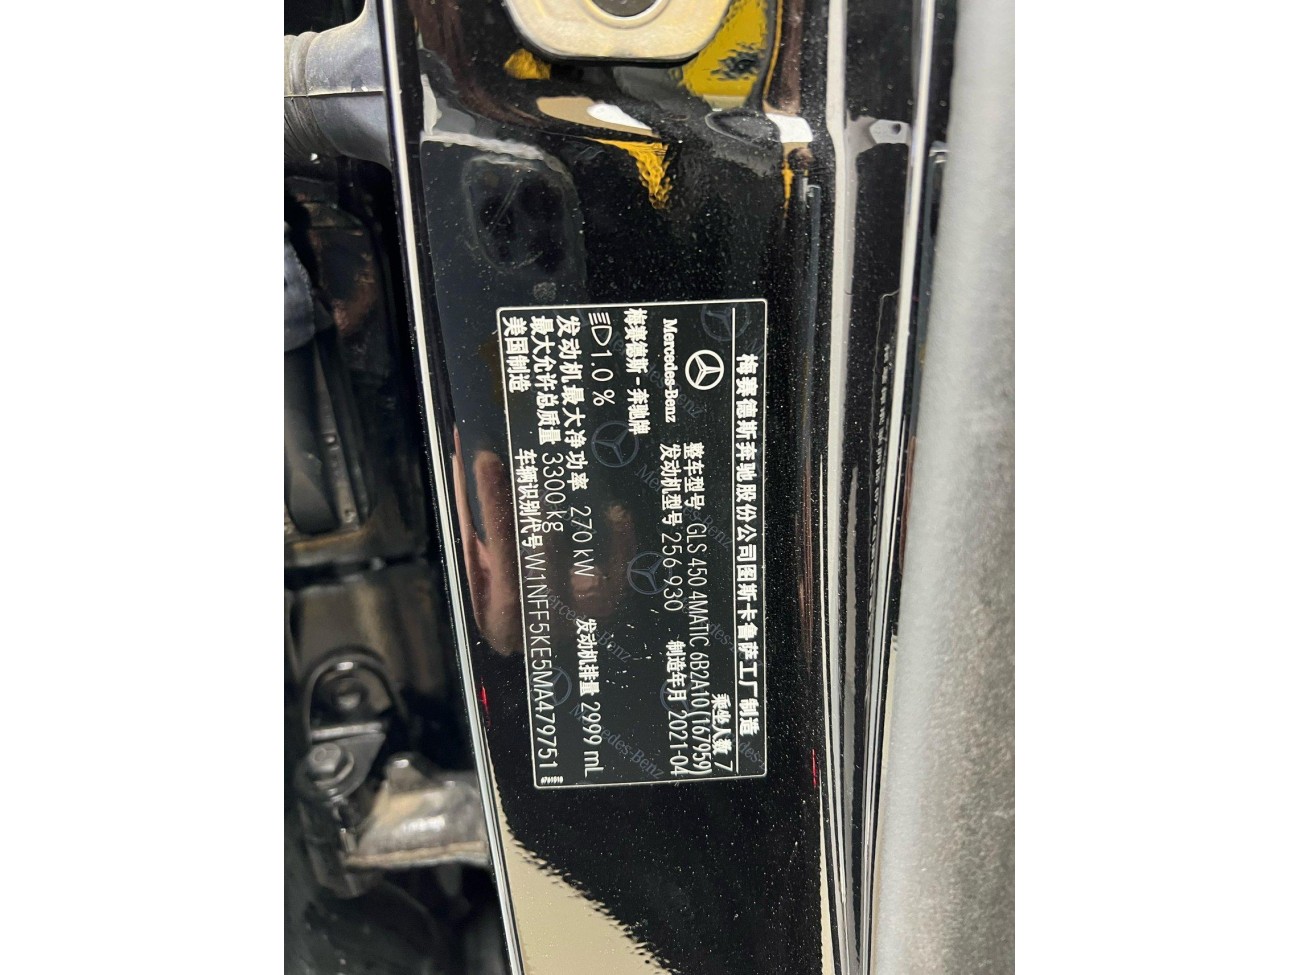 梅赛德斯奔驰股份公司图斯卡鲁萨工厂制造
乘坐人数 7
Mercedes-Benz
整车型号 GLS 450 4MATIC 6B2A10 (167959)
发动机型号 256 930
制造年月 2021-04
梅赛德斯-奔驰牌
1.0 %
发动机最大净功率 270 kW
发动机排量 2999 mL
最大允许总质量 3300 kg
美国制造
车辆识别代号 W1NFF5KE5MA479751